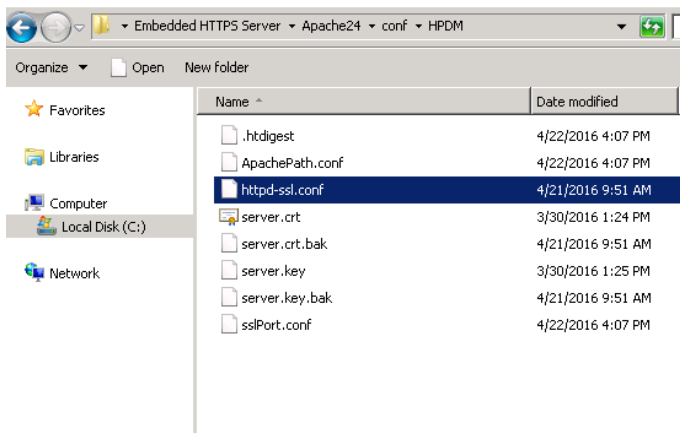 Embedded HTTPS Server Apache24 conf HPDM
Organize Open New folder
Favorites
Libraries
Computer
Local Disk (C:)
Network
Name Date modified
.htdigest 4/22/2016 4:07 PM
ApachePath.conf 4/22/2016 4:07 PM
httpd-ssl.conf 4/21/2016 9:51 AM
server.crt 3/30/2016 1:24 PM
server.crt.bak 4/21/2016 9:51 AM
server.key 3/30/2016 1:25 PM
server.key.bak 4/21/2016 9:51 AM
sslPort.conf 4/22/2016 4:07 PM